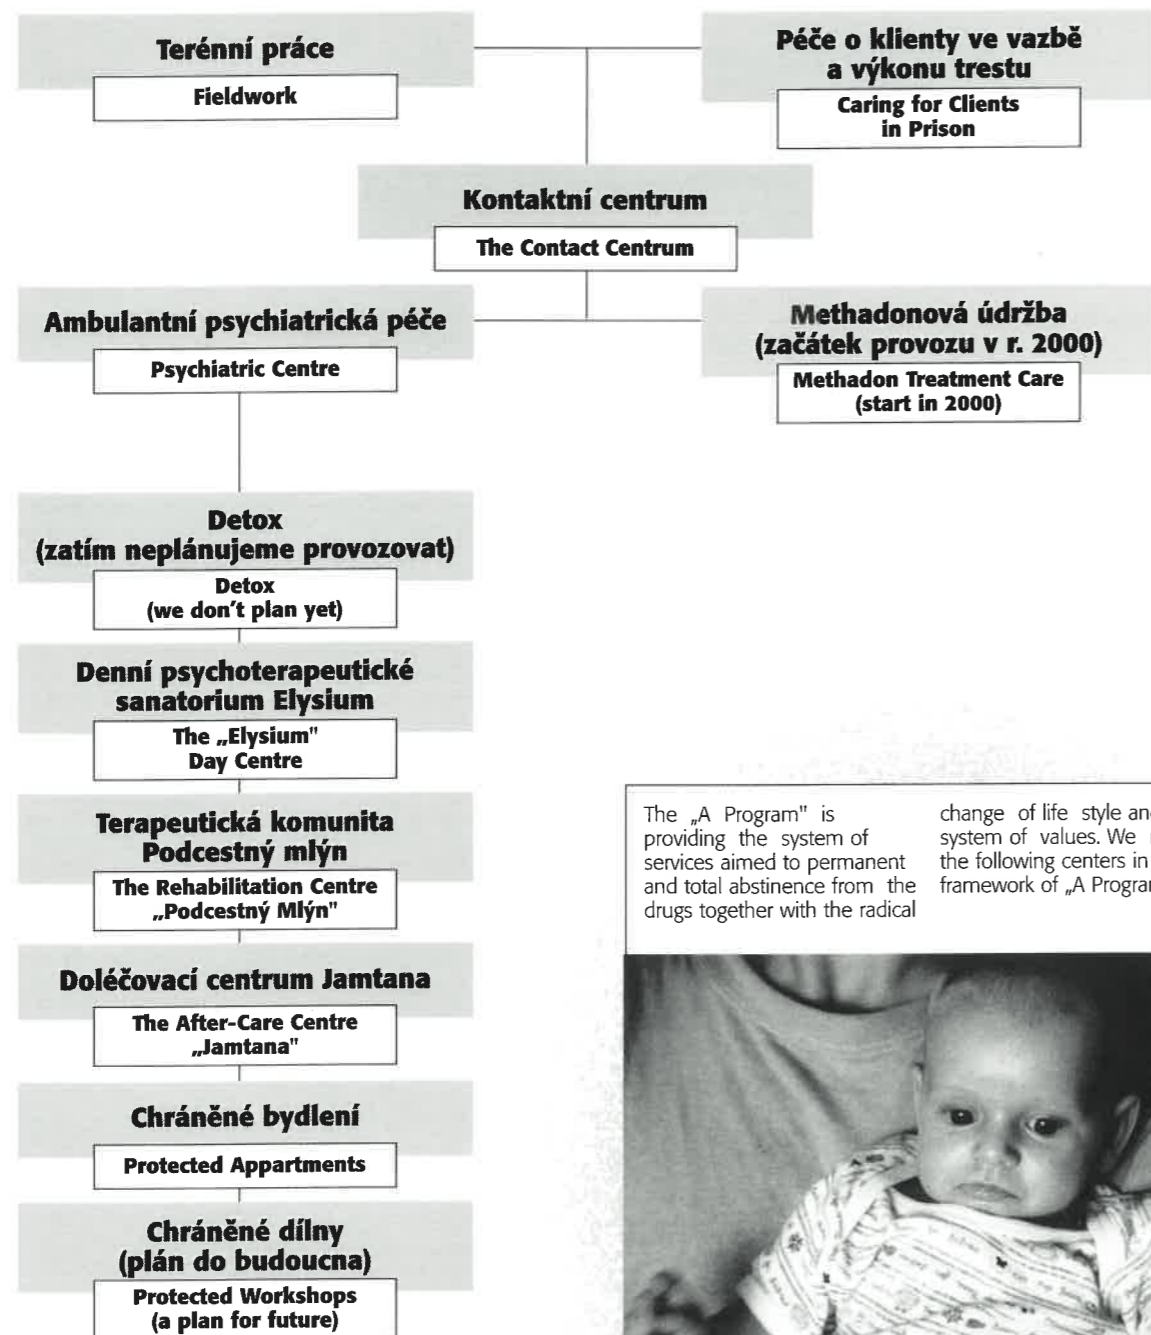 Terénní práce
Fieldwork
Péče o klienty ve vazbě
a výkonu trestu
Caring for Clients
in Prison
Kontaktní centrum
The Contact Centrum
Ambulantní psychiatrická péče
Psychiatric Centre
Methadonová údržba
(začátek provozu v r. 2000)
Methadon Treatment Care
(start in 2000)
Detox
(zatím neplánujeme provozovat)
Detox
(we don't plan yet)
Denní psychoterapeutické
sanatorium Elysium
The „Elysium"
Day Centre
Terapeutická komunita
Podcestný mlýn
The Rehabilitation Centre
„Podcestný Mlýn"
Doléčovací centrum Jamtana
The After-Care Centre
„Jamtana"
Chráněné bydlení
Protected Appartments
Chráněné dílny
(plán do budoucna)
Protected Workshops
(a plan for future)
The „A Program" is
providing the system of
services aimed to permanent
and total abstinence from the
drugs together with the radical
change of life style and
system of values. We
the following centers in
framework of „A Program